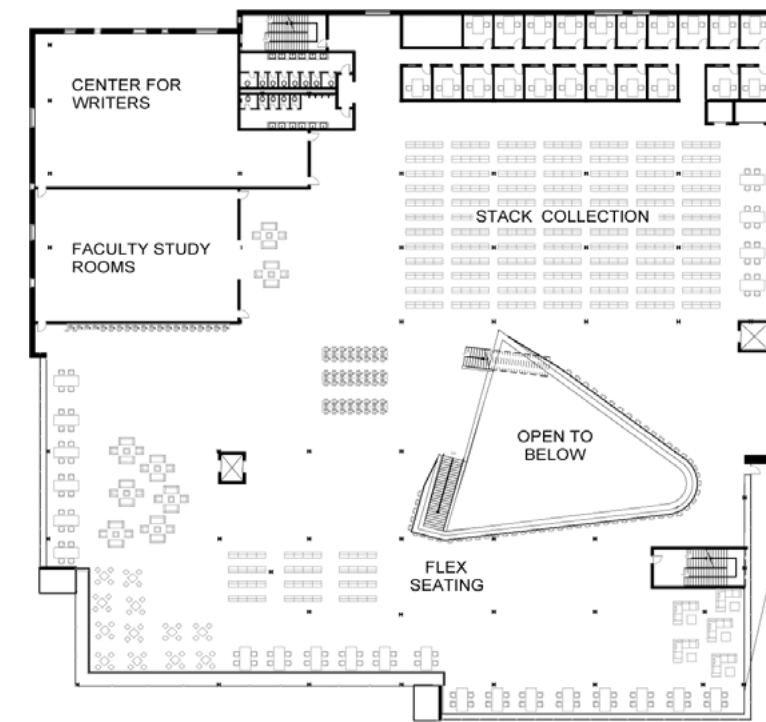 CENTER FOR
WRITERS
STACK COLLECTION
FACULTY STUDY
ROOMS
OPEN TO
BELOW
FLEX
SEATING